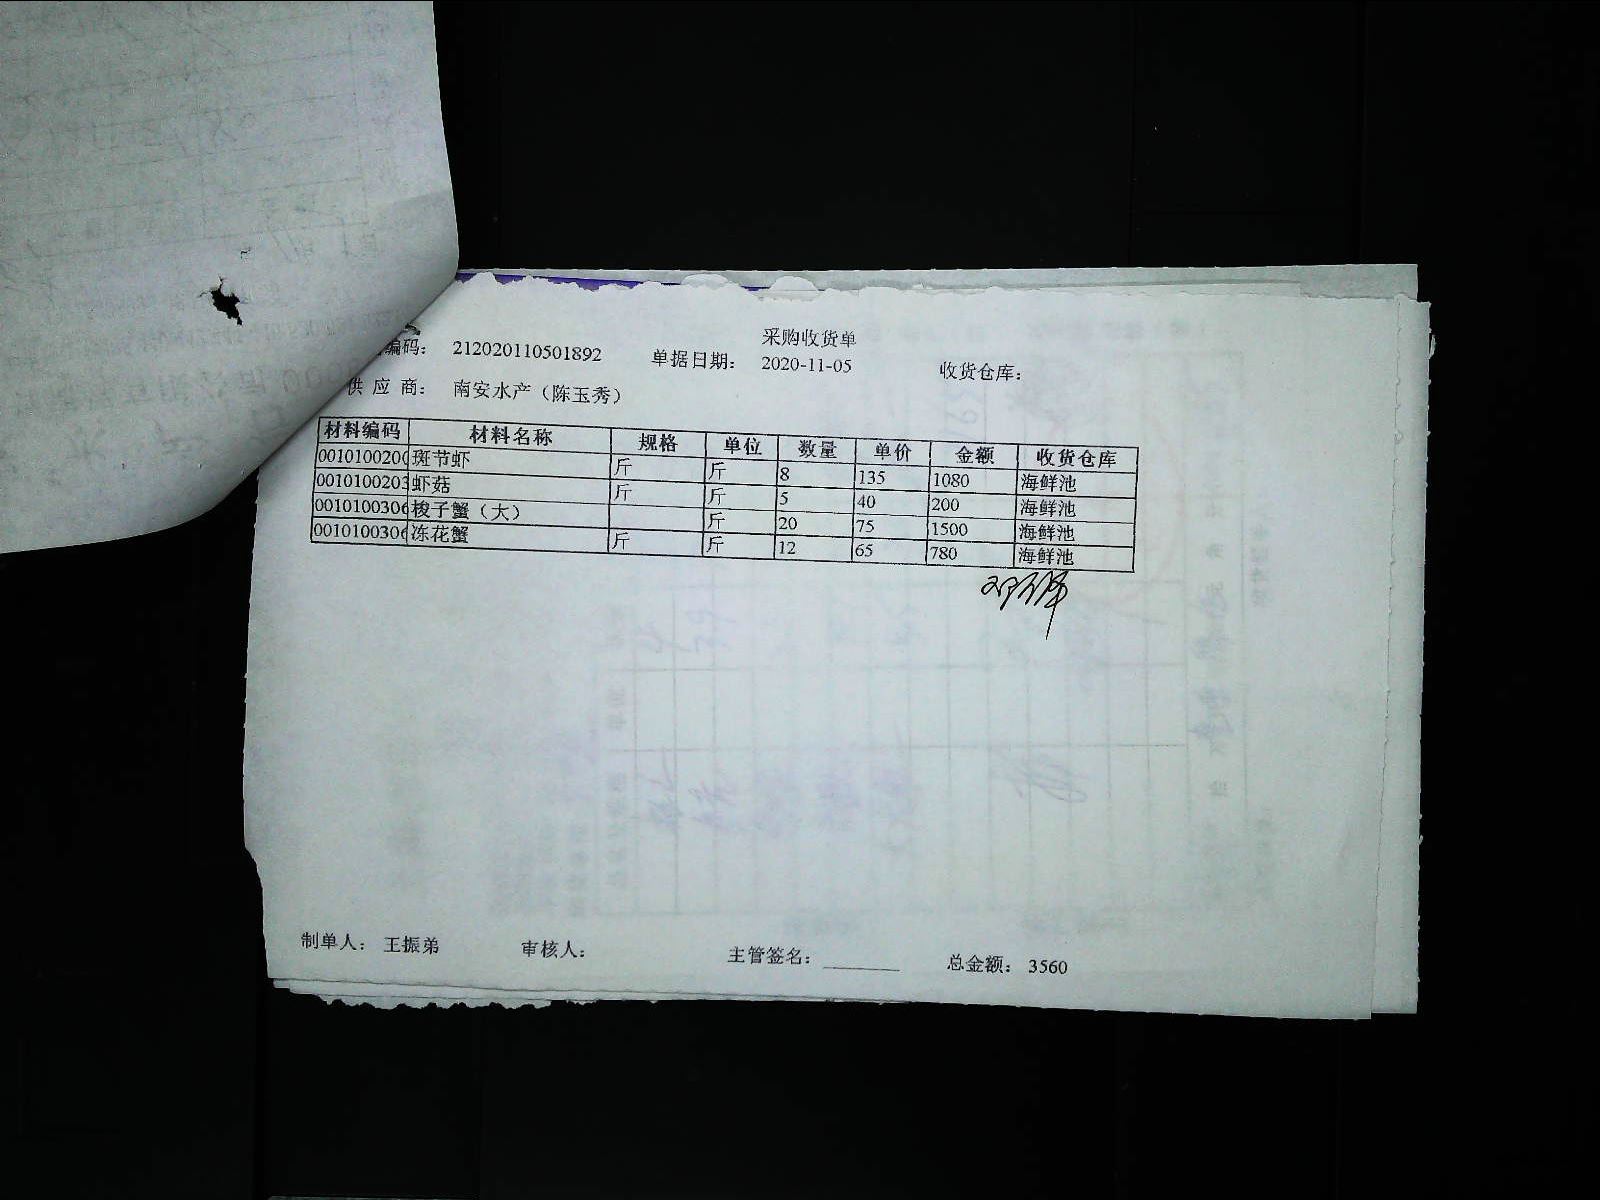 采购收货单
编码： 212020110501892 单据日期： 2020-11-05 收货仓库：
供 应 商： 南安水产（陈玉秀）
材料编码 材料名称 规格 单位 数量 单价 金额 收货仓库
001010020 斑节虾 斤 斤 8 135 1080 海鲜池
0010100203 虾菇 斤 斤 5 40 200 海鲜池
0010100306 梭子蟹（大） 斤 20 75 1500 海鲜池
0010100306 冻花蟹 斤 斤 12 65 780 海鲜池
制单人： 王振弟 审核人： 主管签名： 总金额： 3560